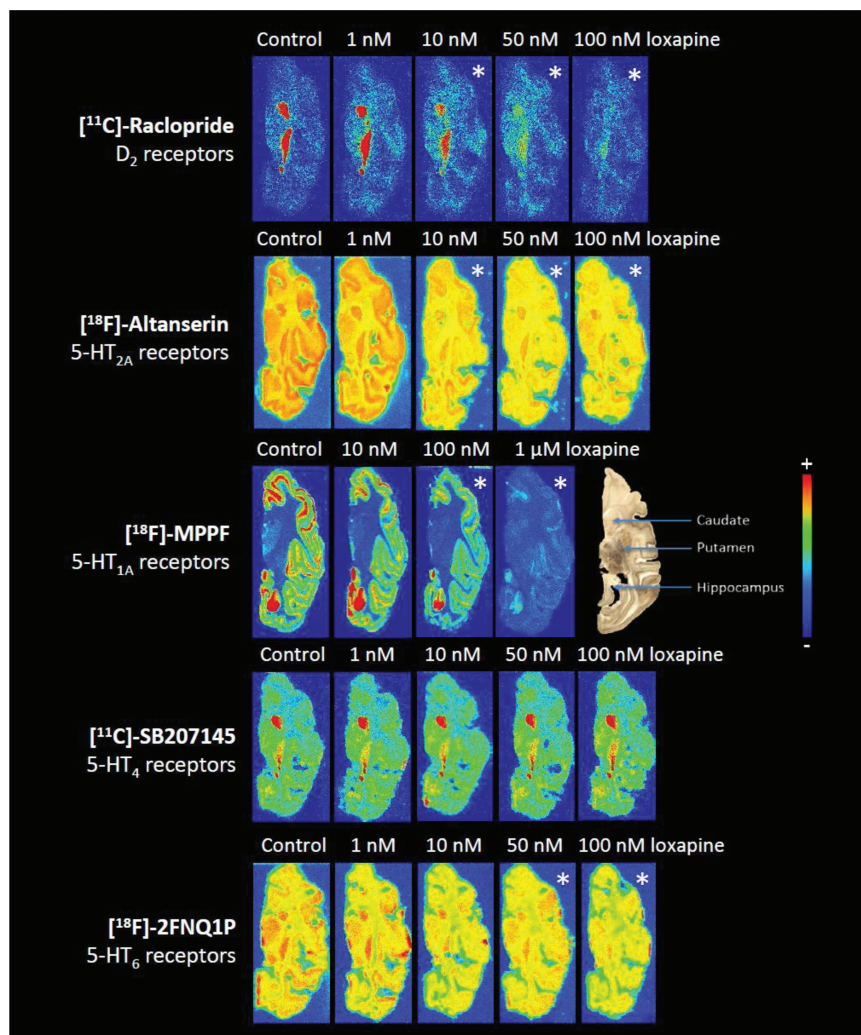 Control 1 nM 10 nM 50 nM 100 nM loxapine
* * *
[¹¹C]-Raclopride
D₂ receptors
Control 1 nM 10 nM 50 nM 100 nM loxapine
* * *
[¹⁸F]-Altanserin
5-HT₂A receptors
Control 10 nM 100 nM 1 µM loxapine
+
* *
[¹⁸F]-MPPF
5-HT₁A receptors
Caudate
Putamen
Hippocampus
-
Control 1 nM 10 nM 50 nM 100 nM loxapine
[¹¹C]-SB207145
5-HT₄ receptors
Control 1 nM 10 nM 50 nM 100 nM loxapine
* *
[¹⁸F]-2FNQ1P
5-HT₆ receptors